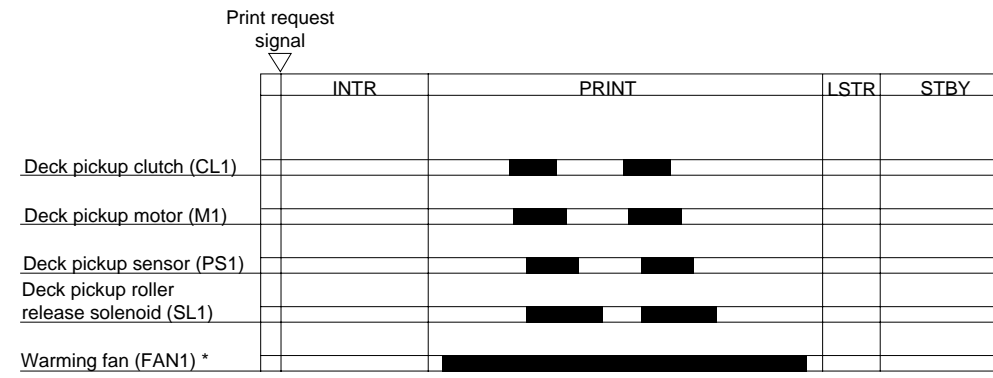 Print request
signal
INTR PRINT LSTR STBY
Deck pickup clutch (CL1)
Deck pickup motor (M1)
Deck pickup sensor (PS1)
Deck pickup roller
release solenoid (SL1)
Warming fan (FAN1) *